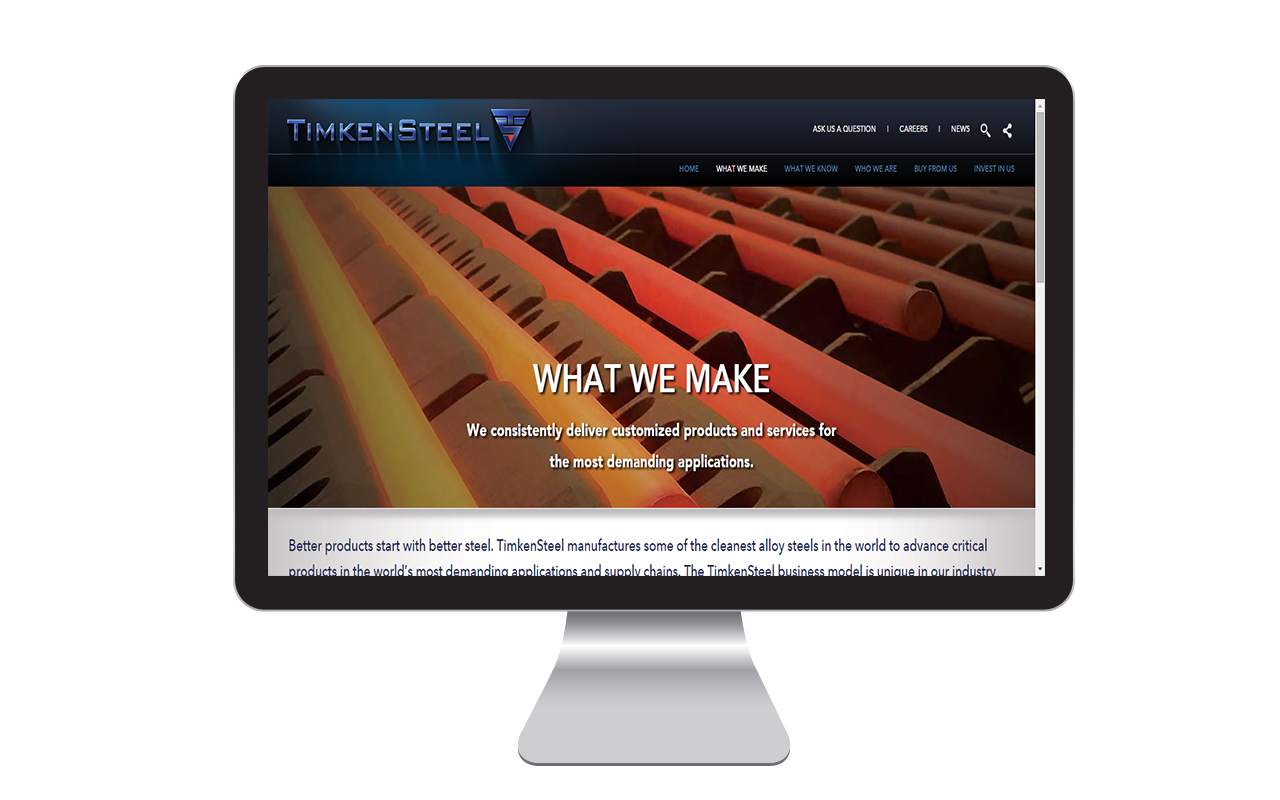 TIMKENSTEEL
ASK US A QUESTION | CAREERS | NEWS
HOME WHAT WE MAKE WHAT WE KNOW WHO WE ARE BUY FROM US INVEST IN US
WHAT WE MAKE
We consistently deliver customized products and services for
the most demanding applications.
Better products start with better steel. TimkenSteel manufactures some of the cleanest alloy steels in the world to advance critical
products in the world's most demanding applications and supply chains. The TimkenSteel business model is unique in our industry